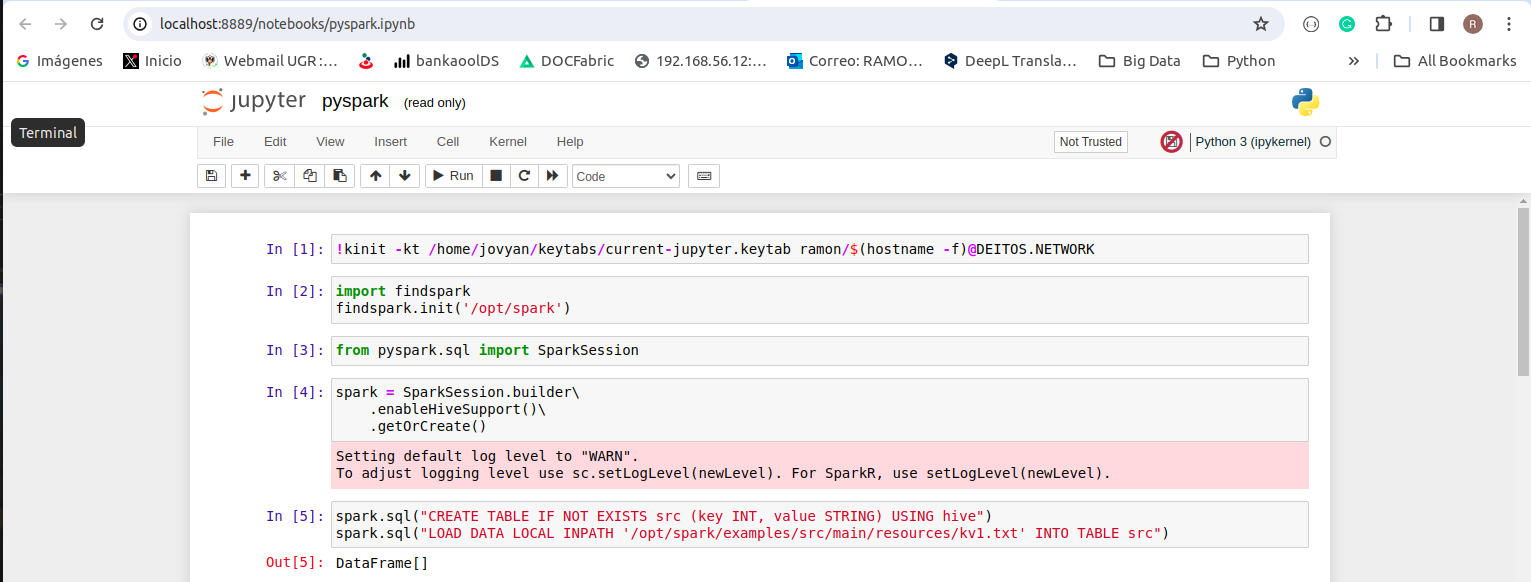 localhost:8889/notebooks/pyspark.ipynb
R
Imágenes Inicio Webmail UGR:... bankaoolDS DOCFabric 192.168.56.12:... Correo: RAMO... DeepL Transla... Big Data Python » All Bookmarks
jupyter pyspark (read only)
Terminal
File Edit View Insert Cell Kernel Help Not Trusted Python 3 (ipykernel)
Run Code
In [1]: !kinit -kt /home/jovyan/keytabs/current-jupyter.keytab ramon/$(hostname -f)@DEITOS.NETWORK
In [2]: import findspark
findspark.init('/opt/spark')
In [3]: from pyspark.sql import SparkSession
In [4]: spark = SparkSession.builder\
    .enableHiveSupport()\
    .getOrCreate()
Setting default log level to "WARN".
To adjust logging level use sc.setLogLevel(newLevel). For SparkR, use setLogLevel(newLevel).
In [5]: spark.sql("CREATE TABLE IF NOT EXISTS src (key INT, value STRING) USING hive")
spark.sql("LOAD DATA LOCAL INPATH '/opt/spark/examples/src/main/resources/kv1.txt' INTO TABLE src")
Out[5]: DataFrame[]